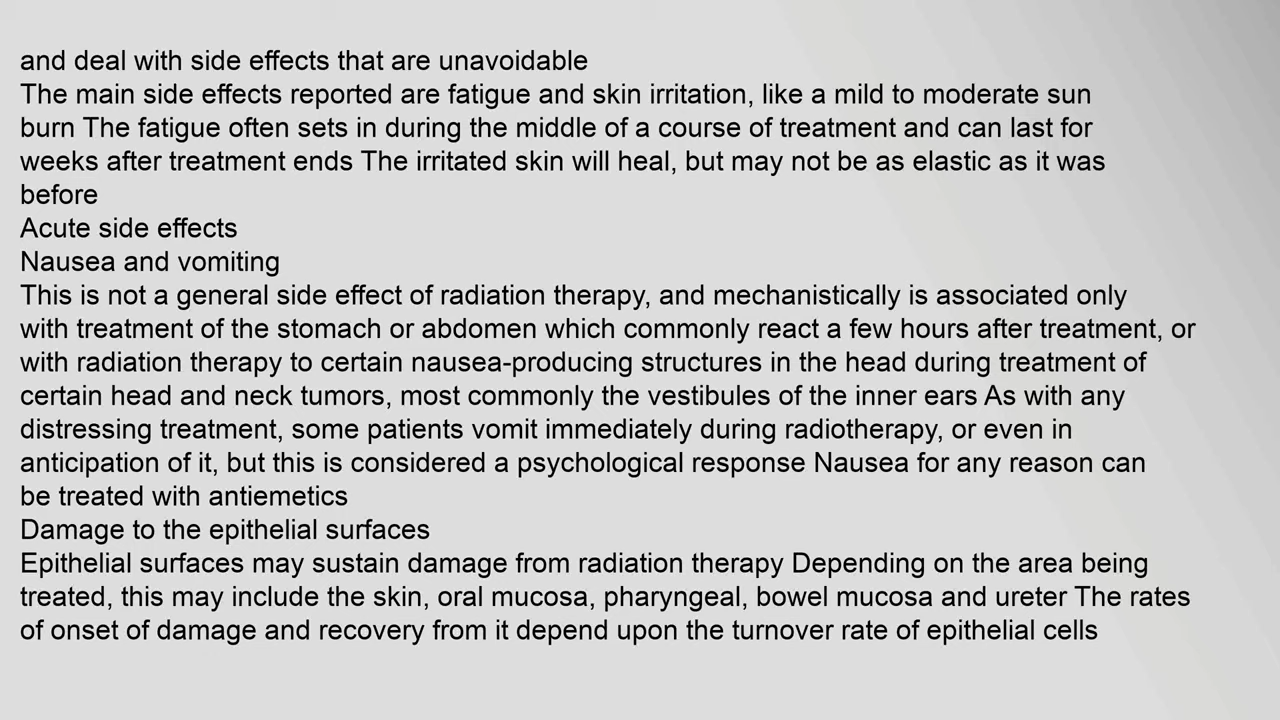 and deal with side effects that are unavoidable
The main side effects reported are fatigue and skin irritation, like a mild to moderate sun
burn The fatigue often sets in during the middle of a course of treatment and can last for
weeks after treatment ends The irritated skin will heal, but may not be as elastic as it was
before
Acute side effects
Nausea and vomiting
This is not a general side effect of radiation therapy, and mechanistically is associated only
with treatment of the stomach or abdomen which commonly react a few hours after treatment, or
with radiation therapy to certain nausea-producing structures in the head during treatment of
certain head and neck tumors, most commonly the vestibules of the inner ears As with any
distressing treatment, some patients vomit immediately during radiotherapy, or even in
anticipation of it, but this is considered a psychological response Nausea for any reason can
be treated with antiemetics
Damage to the epithelial surfaces
Epithelial surfaces may sustain damage from radiation therapy Depending on the area being
treated, this may include the skin, oral mucosa, pharyngeal, bowel mucosa and ureter The rates
of onset of damage and recovery from it depend upon the turnover rate of epithelial cells